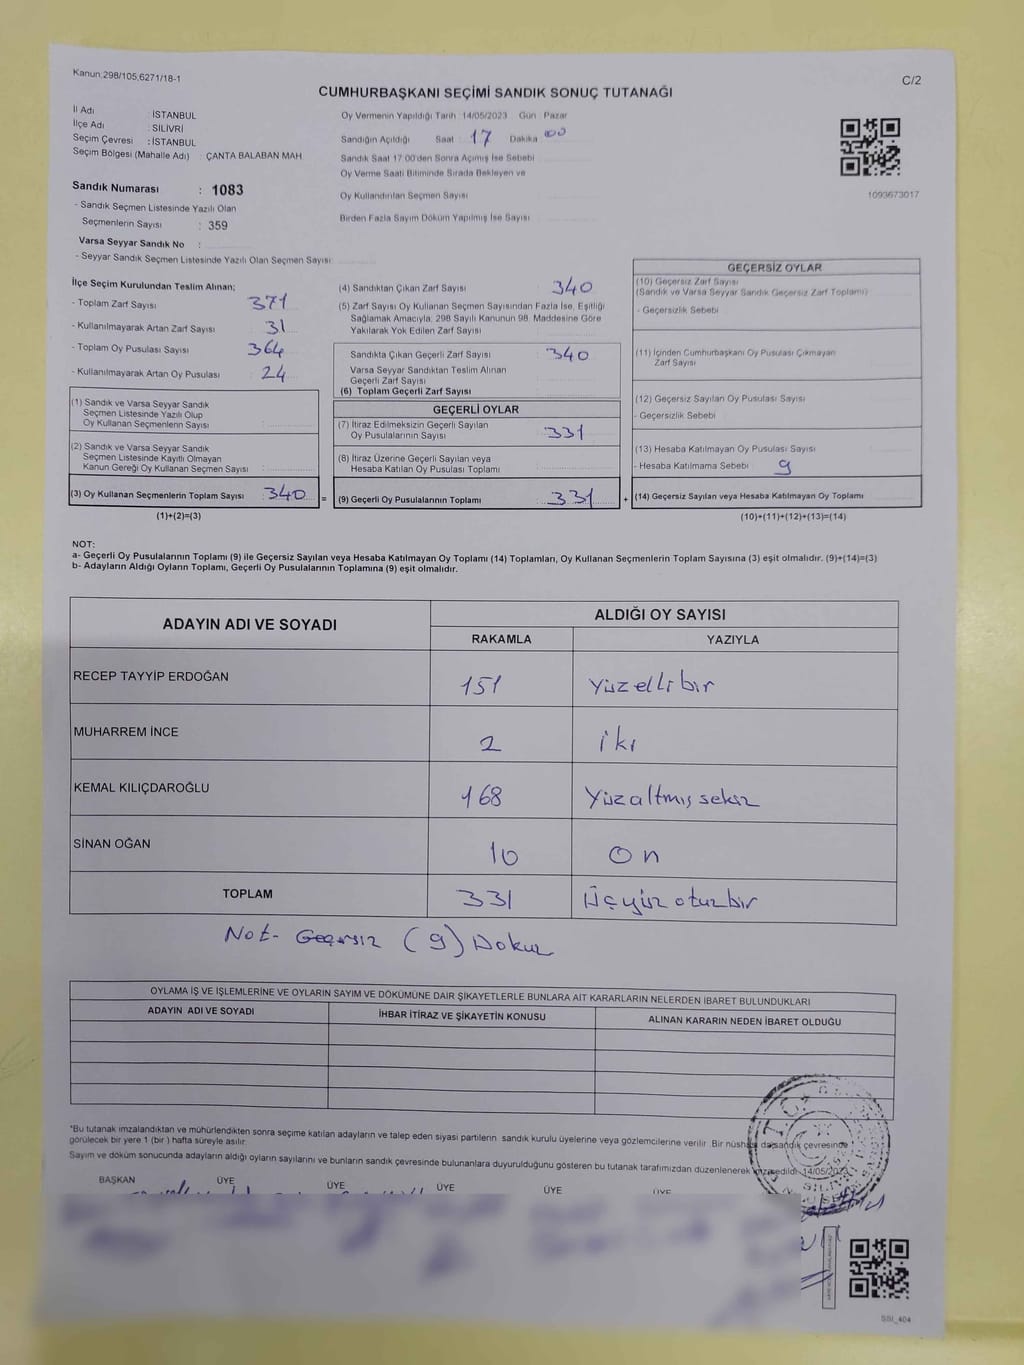 Kanun;298/105,6271/18-1
C/2
CUMHURBAŞKANI SEÇİMİ SANDIK SONUÇ TUTANAĞI
İl Adı : İSTANBUL
İlçe Adı : SİLİVRİ
Seçim Çevresi : İSTANBUL
Seçim Bölgesi (Mahalle Adı) : ÇANTA BALABAN MAH.
Sandık Numarası : 1083
- Sandık Seçmen Listesinde Yazılı Olan
Seçmenlerin Sayısı : 359
Varsa Seyyar Sandık No :
- Seyyar Sandık Seçmen Listesinde Yazılı Olan Seçmen Sayısı:
Oy Vermenin Yapıldığı Tarih :14/05/2023 Gün : Pazar
Sandığın Açıldığı Saat : 17 Dakika : 00
Sandık Saat 17.00'den Sonra Açılmış İse Sebebi :
Oy Verme Saati Bitiminde Sırada Bekleyen ve
Oy Kullandırılan Seçmen Sayısı
Birden Fazla Sayım Döküm Yapılmış İse Sayısı
1093673017
İlçe Seçim Kurulundan Teslim Alınan;
- Toplam Zarf Sayısı : 371
- Kullanılmayarak Artan Zarf Sayısı : 31
- Toplam Oy Pusulası Sayısı : 364
- Kullanılmayarak Artan Oy Pusulası : 24
(1) Sandık ve Varsa Seyyar Sandık
Seçmen Listesinde Yazılı Olup
Oy Kullanan Seçmenlerin Sayısı :
(2) Sandık ve Varsa Seyyar Sandık
Seçmen Listesinde Kayıtlı Olmayan
Kanun Gereği Oy Kullanan Seçmen Sayısı :
(3) Oy Kullanan Seçmenlerin Toplam Sayısı : 340 =
(1)+(2)=(3)
(4) Sandıktan Çıkan Zarf Sayısı : 340
(5) Zarf Sayısı Oy Kullanan Seçmen Sayısından Fazla İse, Eşitliği
Sağlamak Amacıyla; 298 Sayılı Kanunun 98. Maddesine Göre
Yakılarak Yok Edilen Zarf Sayısı :
Sandıkta Çıkan Geçerli Zarf Sayısı : 340
Varsa Seyyar Sandıktan Teslim Alınan
Geçerli Zarf Sayısı
(6) Toplam Geçerli Zarf Sayısı :
GEÇERLİ OYLAR
(7) İtiraz Edilmeksizin Geçerli Sayılan
Oy Pusulalarının Sayısı : 331
(8) İtiraz Üzerine Geçerli Sayılan veya
Hesaba Katılan Oy Pusulası Toplamı :
(9) Geçerli Oy Pusulalarının Toplamı : 331 +
GEÇERSİZ OYLAR
(10) Geçersiz Zarf Sayısı
(Sandık ve Varsa Seyyar Sandık Geçersiz Zarf Toplamı) :
- Geçersizlik Sebebi :
(11) İçinden Cumhurbaşkanı Oy Pusulası Çıkmayan
Zarf Sayısı
(12) Geçersiz Sayılan Oy Pusulası Sayısı :
- Geçersizlik Sebebi :
(13) Hesaba Katılmayan Oy Pusulası Sayısı :
- Hesaba Katılmama Sebebi : 9
(14) Geçersiz Sayılan veya Hesaba Katılmayan Oy Toplamı :
(10)+(11)+(12)+(13)=(14)
NOT:
a- Geçerli Oy Pusulalarının Toplamı (9) ile Geçersiz Sayılan veya Hesaba Katılmayan Oy Toplamı (14) Toplamları, Oy Kullanan Seçmenlerin Toplam Sayısına (3) eşit olmalıdır. (9)+(14)=(3)
b- Adayların Aldığı Oyların Toplamı, Geçerli Oy Pusulalarının Toplamına (9) eşit olmalıdır.
ADAYIN ADI VE SOYADI ALDIĞI OY SAYISI
RAKAMLA YAZIYLA
RECEP TAYYİP ERDOĞAN 151 Yüzellibir
MUHARREM İNCE 2 iki
KEMAL KILIÇDAROĞLU 168 Yüzaltmış sekiz
SİNAN OĞAN 10 On
TOPLAM 331 Üçyüz otuzbir
Not- Geçersiz (9) Dokuz
OYLAMA İŞ VE İŞLEMLERİNE VE OYLARIN SAYIM VE DÖKÜMÜNE DAİR ŞİKAYETLERLE BUNLARA AİT KARARLARIN NELERDEN İBARET BULUNDUKLARI
ADAYIN ADI VE SOYADI İHBAR İTİRAZ VE ŞİKAYETİN KONUSU ALINAN KARARIN NEDEN İBARET OLDUĞU
*Bu tutanak imzalandıktan ve mühürlendikten sonra seçime katılan adayların ve talep eden siyasi partilerin sandık kurulu üyelerine veya gözlemcilerine verilir. Bir nüshası da sandık çevresinde
görülecek bir yere 1 (bir) hafta süreyle asılır.
Sayım ve döküm sonucunda adayların aldığı oyların sayılarını ve bunların sandık çevresinde bulunanlara duyurulduğunu gösteren bu tutanak tarafımızdan düzenlenerek imza edildi. 14/05/2023
BAŞKAN ÜYE ÜYE ÜYE ÜYE ÜYE
T.C.
SİLİVRİ
SSI_404